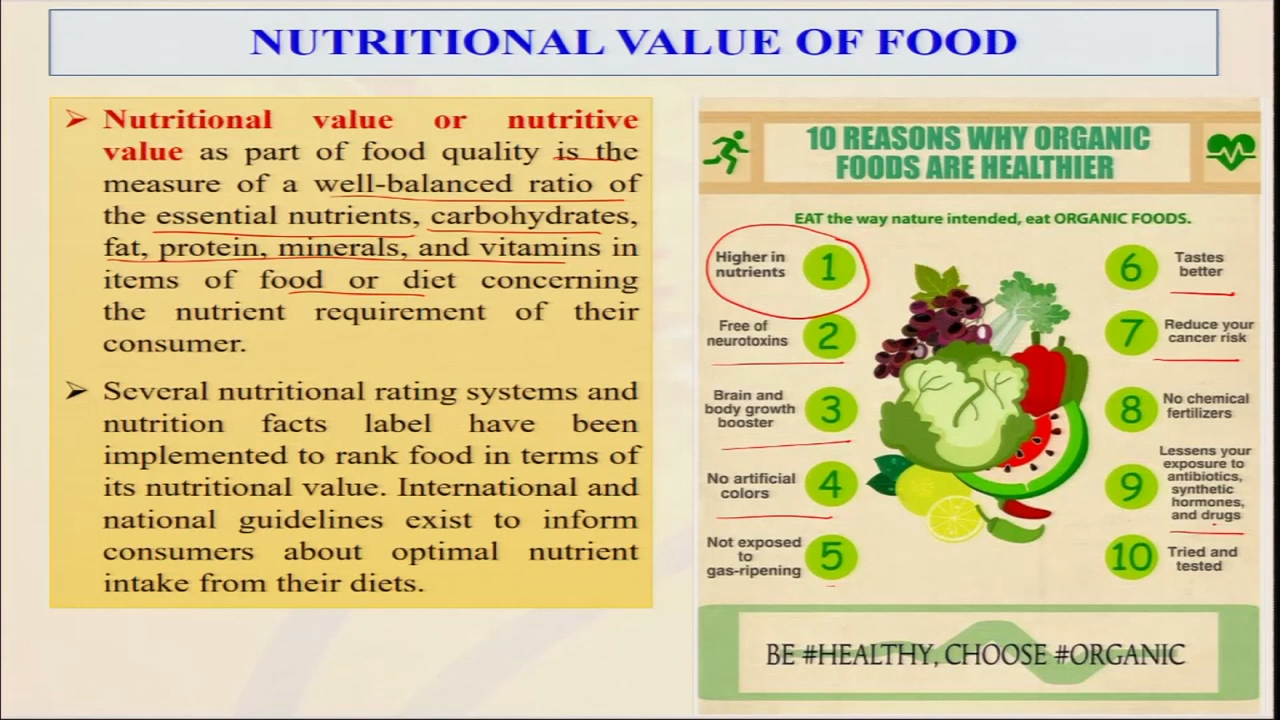 NUTRITIONAL VALUE OF FOOD
Nutritional value or nutritive
value as part of food quality is the
measure of a well-balanced ratio of
the essential nutrients, carbohydrates,
fat, protein, minerals, and vitamins in
items of food or diet concerning
the nutrient requirement of their
consumer.
Several nutritional rating systems and
nutrition facts label have been
implemented to rank food in terms of
its nutritional value. International and
national guidelines exist to inform
consumers about optimal nutrient
intake from their diets.
10 REASONS WHY ORGANIC
FOODS ARE HEALTHIER
EAT the way nature intended, eat ORGANIC FOODS.
Higher in
nutrients
1
Free of
neurotoxins
2
Brain and
body growth
booster
3
No artificial
colors
4
Not exposed
to
gas-ripening
5
6
Tastes
better
7
Reduce your
cancer risk
8
No chemical
fertilizers
9
Lessens your
exposure to
antibiotics,
synthetic
hormones,
and drugs
10
Tried and
tested
BE #HEALTHY, CHOOSE #ORGANIC